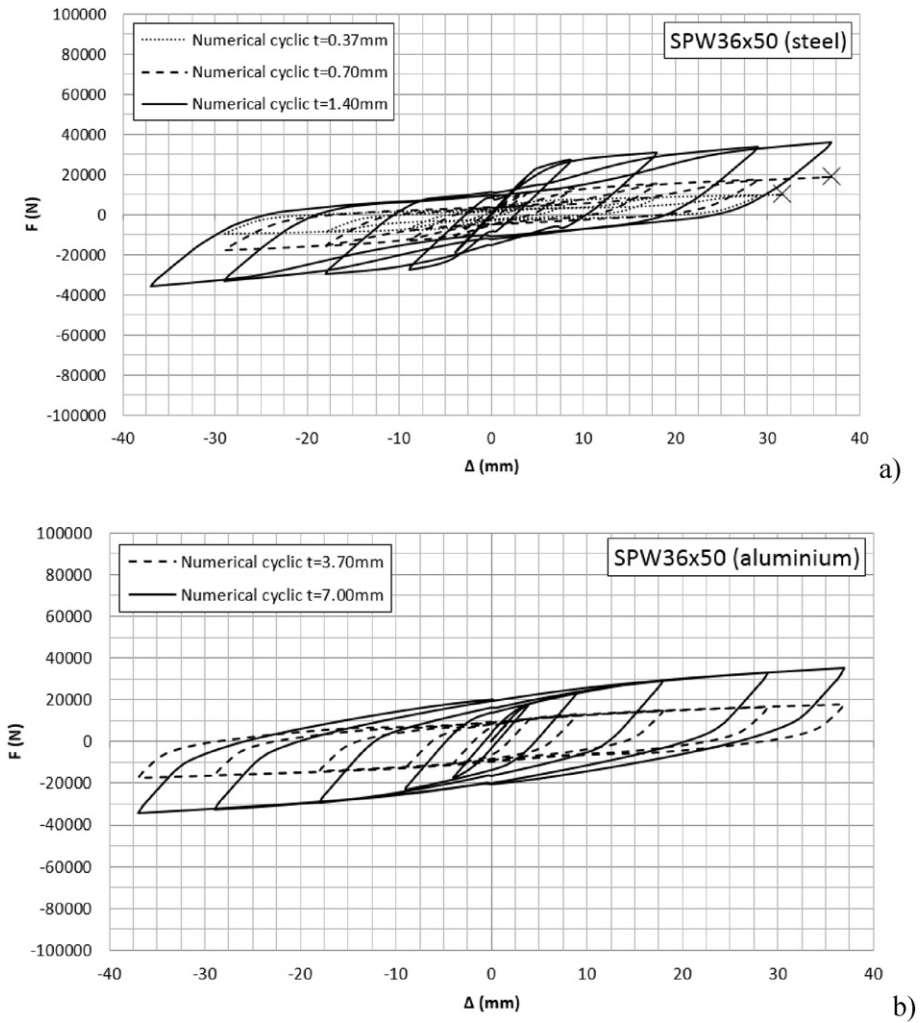 SPW36x50 (steel)
Numerical cyclic t=0.37mm
Numerical cyclic t=0.70mm
Numerical cyclic t=1.40mm
100000
80000
60000
40000
20000
0
-20000
-40000
-60000
-80000
-100000
F (N)
-40 -30 -20 -10 0 10 20 30 40
Δ (mm)
a)
SPW36x50 (aluminium)
Numerical cyclic t=3.70mm
Numerical cyclic t=7.00mm
100000
80000
60000
40000
20000
0
-20000
-40000
-60000
-80000
-100000
F (N)
-40 -30 -20 -10 0 10 20 30 40
Δ (mm)
b)